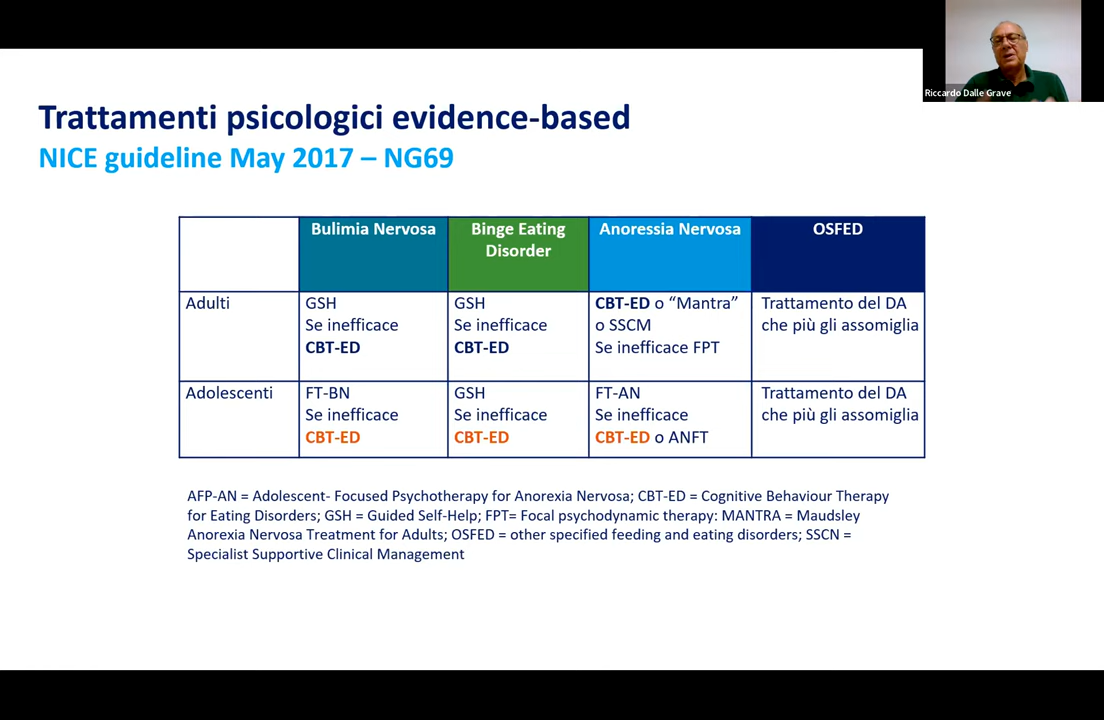 Riccardo Dalle Grave
Trattamenti psicologici evidence-based
NICE guideline May 2017 – NG69
Bulimia Nervosa
Binge Eating
Disorder
Anoressia Nervosa
OSFED
Adulti
GSH
Se inefficace
CBT-ED
GSH
Se inefficace
CBT-ED
CBT-ED o “Mantra”
o SSCM
Se inefficace FPT
Trattamento del DA
che più gli assomiglia
Adolescenti
FT-BN
Se inefficace
CBT-ED
GSH
Se inefficace
CBT-ED
FT-AN
Se inefficace
CBT-ED o ANFT
Trattamento del DA
che più gli assomiglia
AFP-AN = Adolescent- Focused Psychotherapy for Anorexia Nervosa; CBT-ED = Cognitive Behaviour Therapy
for Eating Disorders; GSH = Guided Self-Help; FPT= Focal psychodynamic therapy: MANTRA = Maudsley
Anorexia Nervosa Treatment for Adults; OSFED = other specified feeding and eating disorders; SSCN =
Specialist Supportive Clinical Management